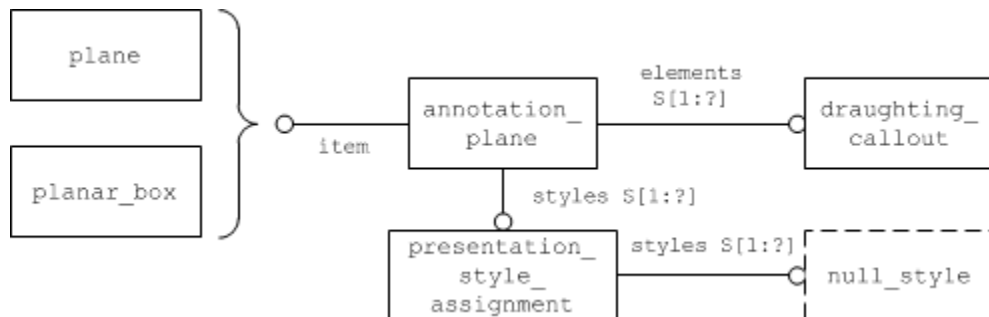 plane
planar_box
item
annotation_
plane
elements
S[1:?]
draughting_
callout
styles S[1:?]
presentation_
style_
assignment
styles S[1:?]
null_style